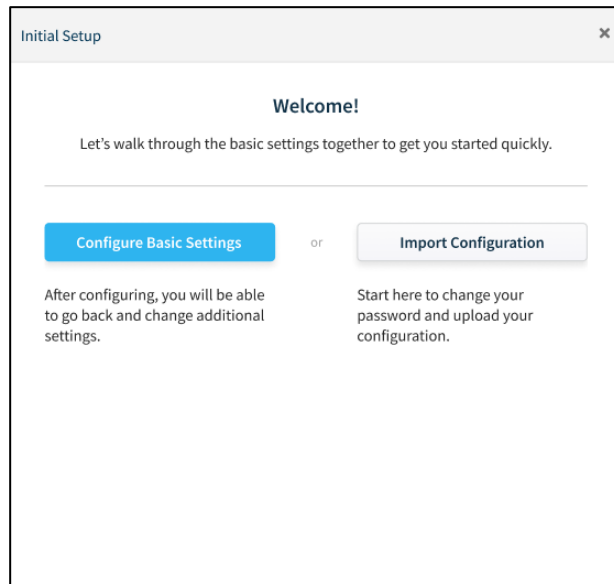 Initial Setup
Welcome!
Let's walk through the basic settings together to get you started quickly.
Configure Basic Settings
or
Import Configuration
After configuring, you will be able
to go back and change additional
settings.
Start here to change your
password and upload your
configuration.